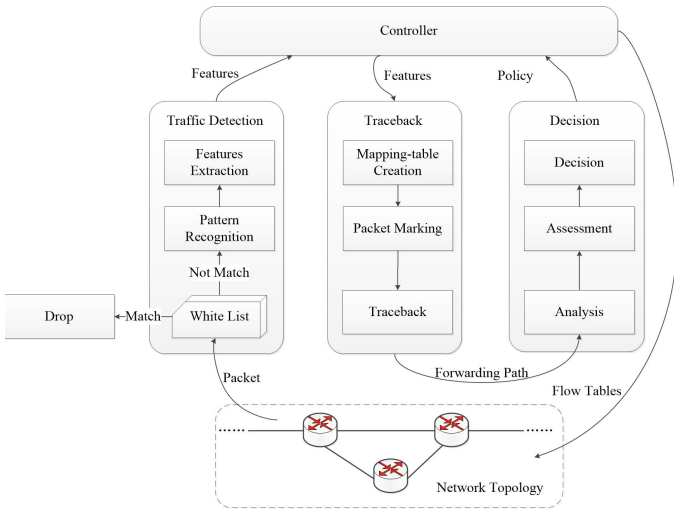 Controller
Features
Features
Policy
Traffic Detection
Traceback
Decision
Features
Extraction
Mapping-table
Creation
Decision
Pattern
Recognition
Packet Marking
Assessment
Not Match
Drop
Match
White List
Traceback
Analysis
Packet
Forwarding Path
Flow Tables
......
......
Network Topology